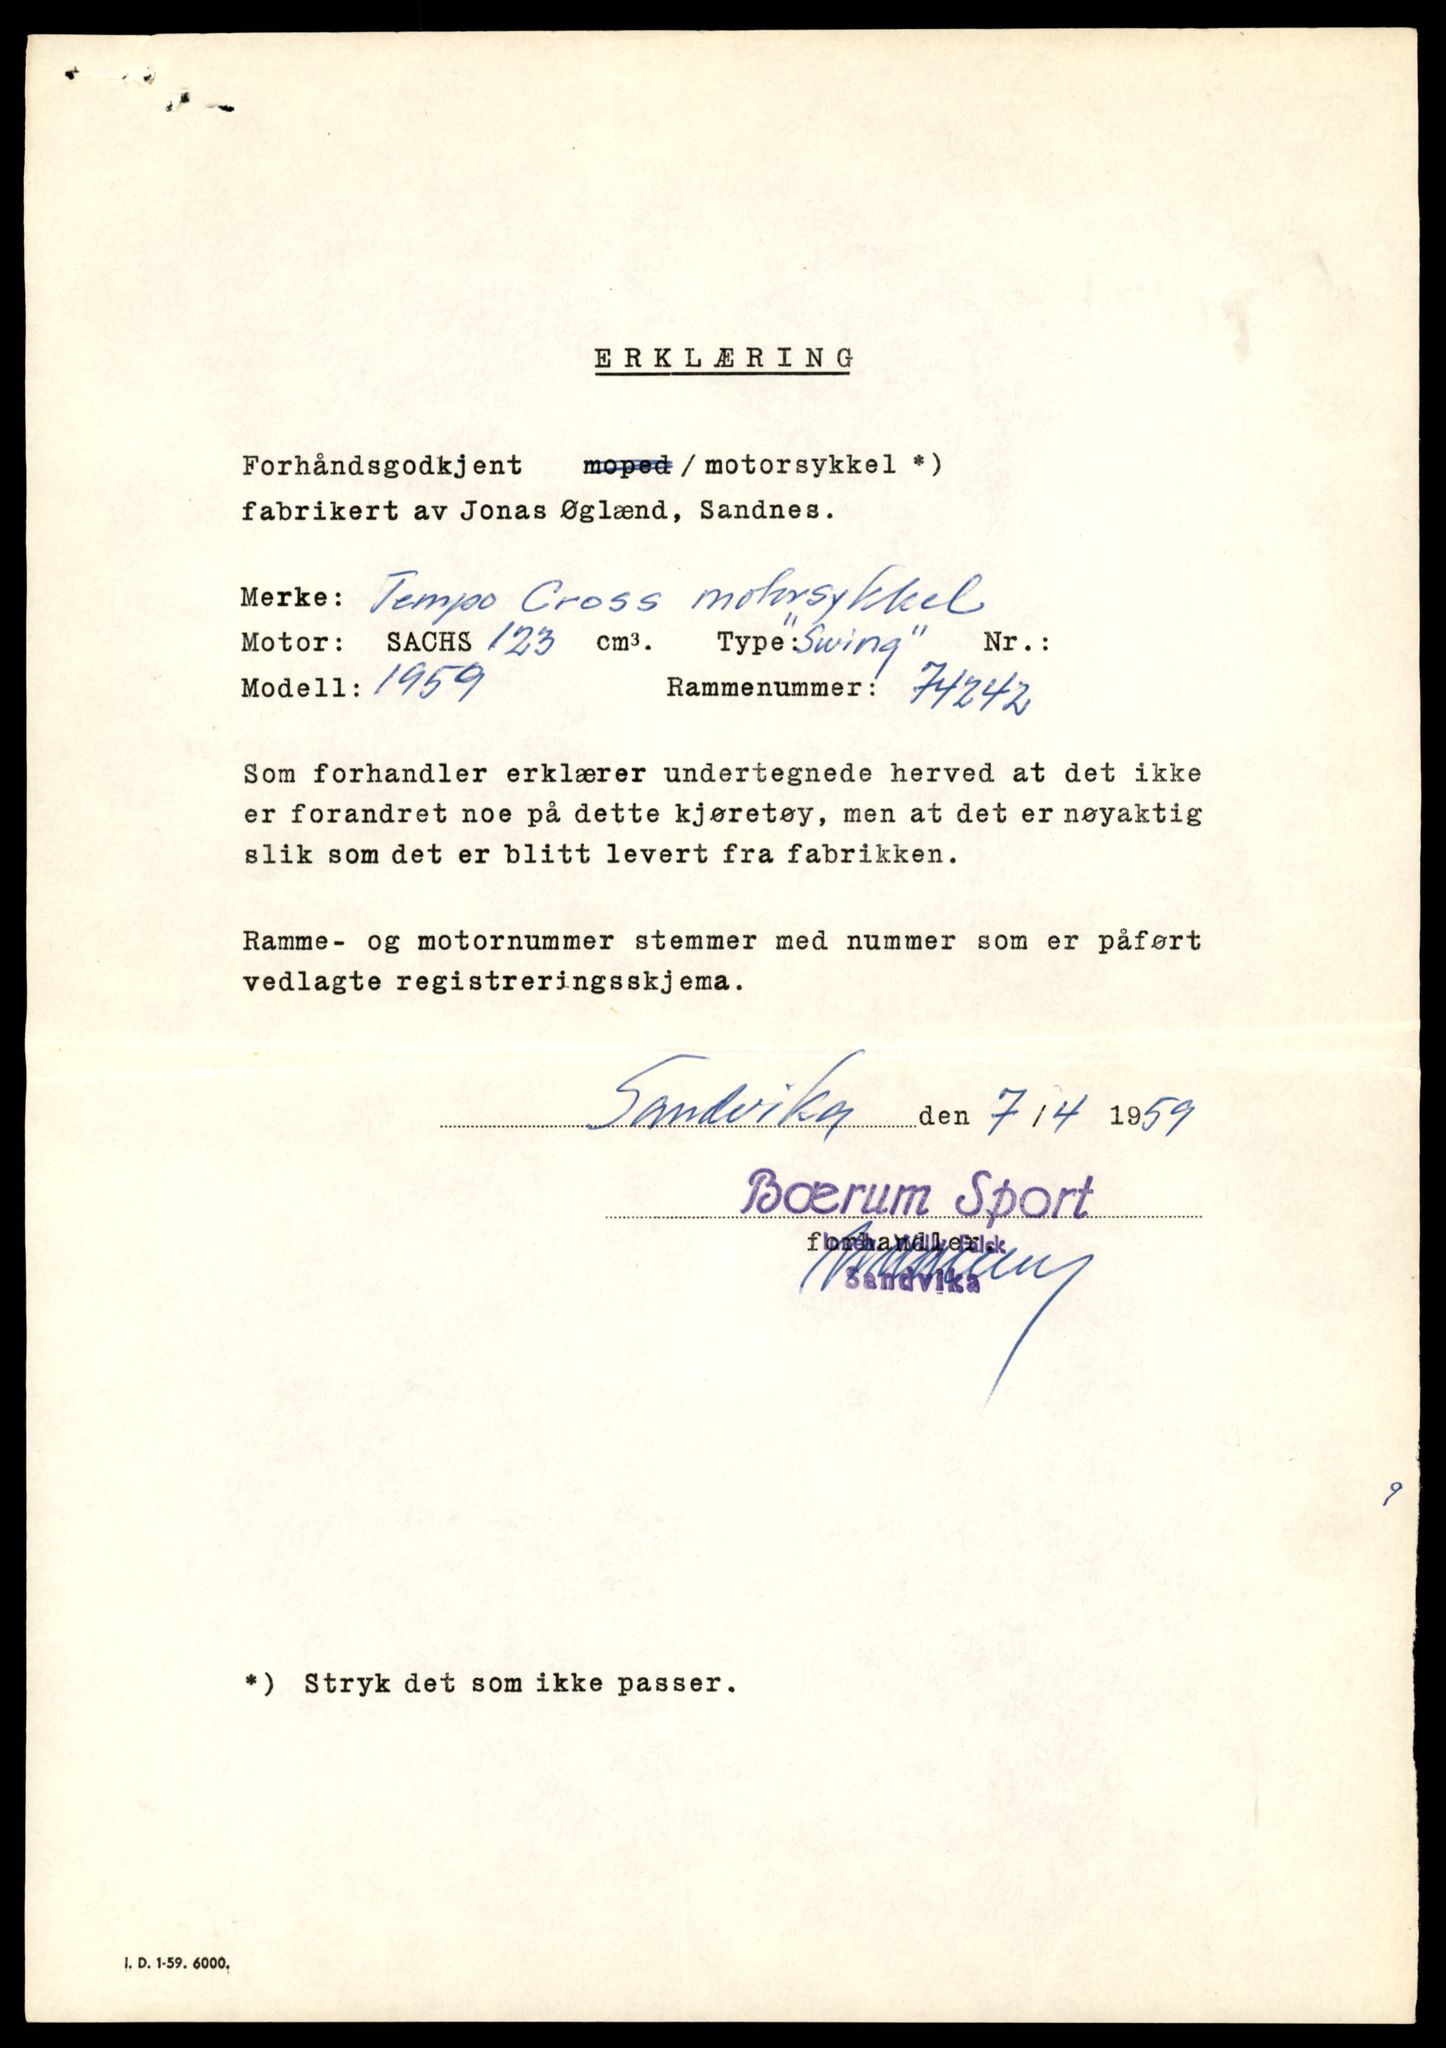 ERKLÆRING
Forhåndsgodkjent moped / motorsykkel *)
fabrikert av Jonas Øglænd, Sandnes.
Merke: Tempo Cross motorsykkel
Motor: SACHS 123 cm³. Type: "Swing" Nr.:
Modell: 1959 Rammenummer: 74242
Som forhandler erklærer undertegnede herved at det ikke
er forandret noe på dette kjøretøy, men at det er nøyaktig
slik som det er blitt levert fra fabrikken.
Ramme- og motornummer stemmer med nummer som er påført
vedlagte registreringsskjema.
Sandvika den 7/4 1959
Bærum Sport
forhandler.
Sandvika
9
*) Stryk det som ikke passer.
I. D. 1-59. 6000.